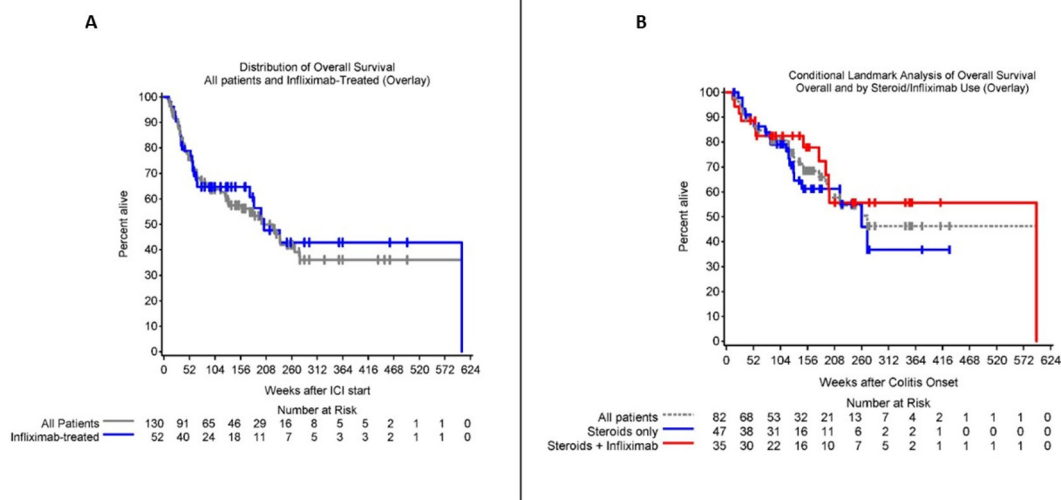 A
Distribution of Overall Survival
All patients and Infliximab-Treated (Overlay)
100
90
80
70
60
50
40
30
20
10
0
Percent alive
0 52 104 156 208 260 312 364 416 468 520 572 624
Weeks after ICI start
Number at Risk
All Patients 130 91 65 46 29 16 8 5 5 2 1 1 0
Infliximab-treated 52 40 24 18 11 7 5 3 3 2 1 1 0
B
Conditional Landmark Analysis of Overall Survival
Overall and by Steroid/Infliximab Use (Overlay)
100
90
80
70
60
50
40
30
20
10
0
Percent alive
0 52 104 156 208 260 312 364 416 468 520 572 624
Weeks after Colitis Onset
Number at Risk
All patients 82 68 53 32 21 13 7 4 2 1 1 1 0
Steroids only 47 38 31 16 11 6 2 2 1 0 0 0 0
Steroids + Infliximab 35 30 22 16 10 7 5 2 1 1 1 1 0